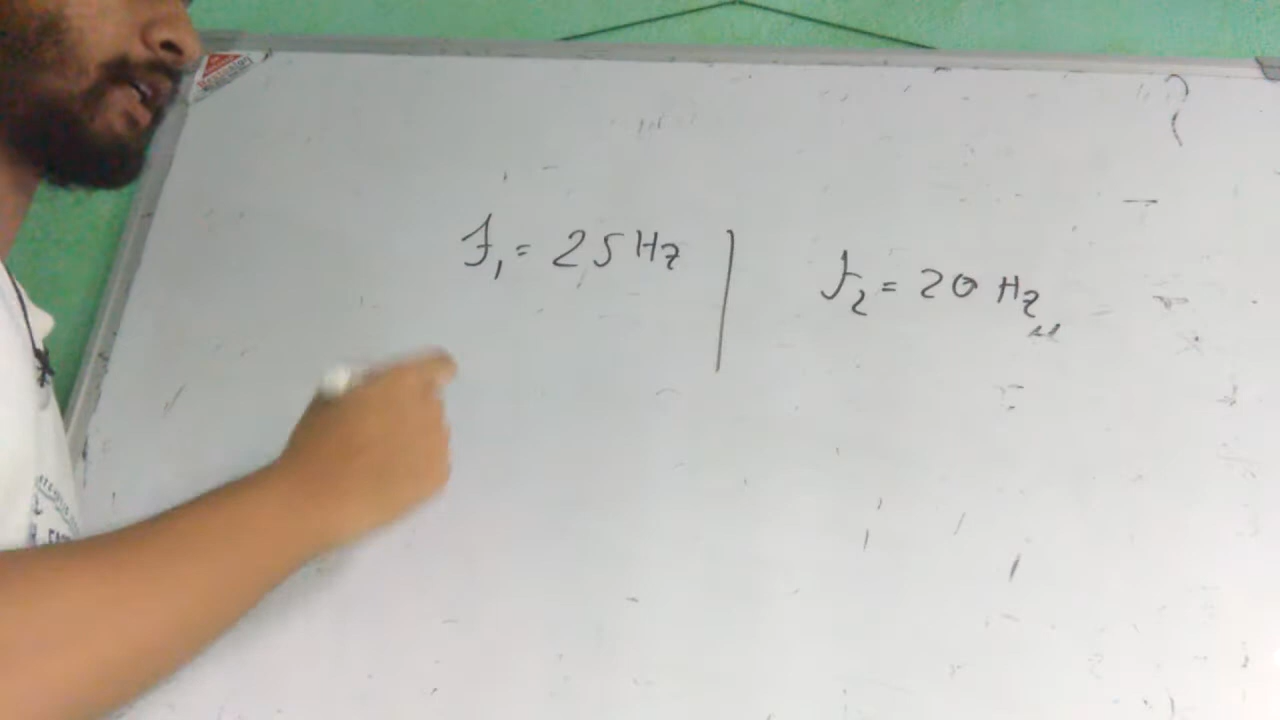 f₁ = 25 Hz | f₂ = 20 Hz